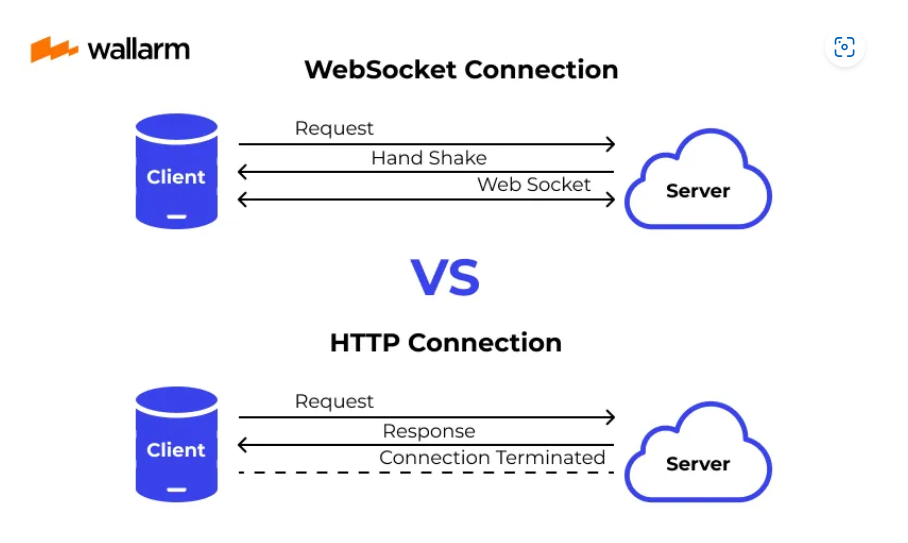 wallarm
WebSocket Connection
Request
Hand Shake
Client
Web Socket
Server
VS
HTTP Connection
Request
Response
Client
Connection Terminated
Server